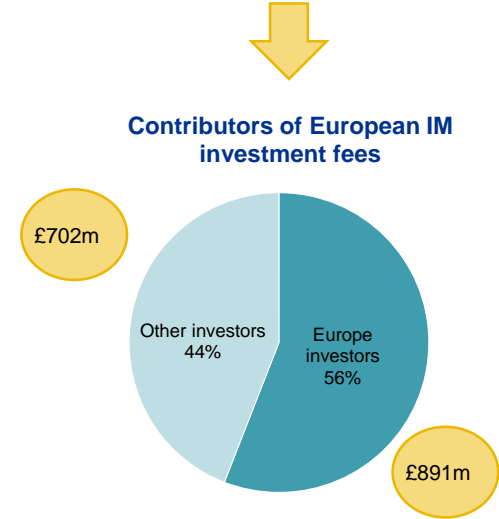 Contributors of European IM
investment fees
£702m
Other investors
44%
Europe
investors
56%
£891m